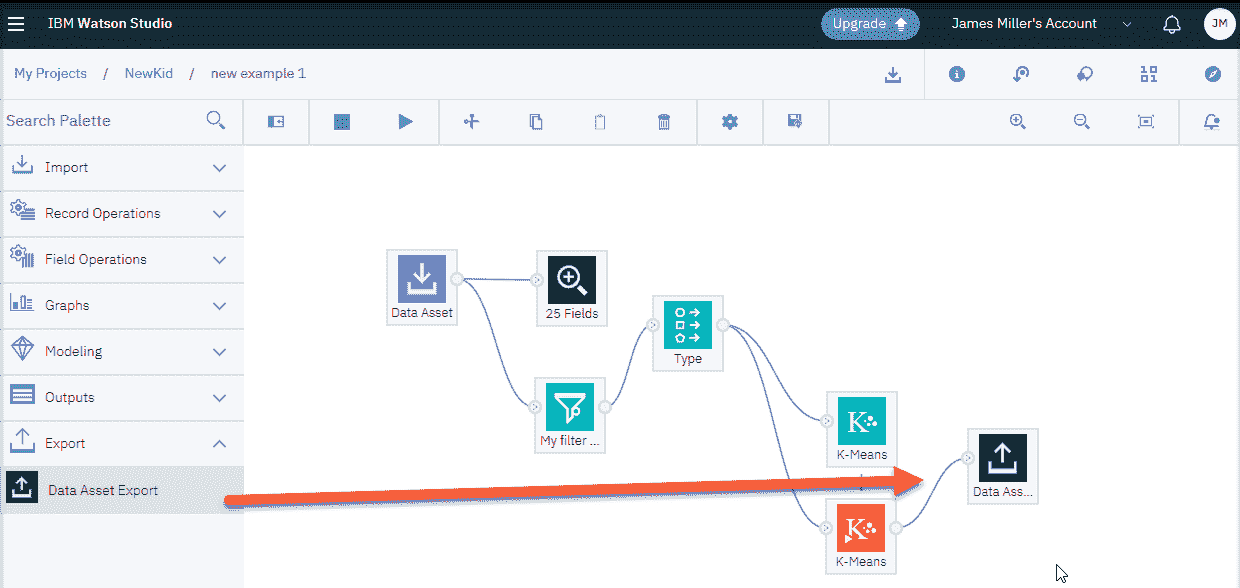 IBM Watson Studio
Upgrade
James Miller's Account
JM
My Projects / NewKid / new example 1
Search Palette
Import
Record Operations
Field Operations
Graphs
Modeling
Outputs
Export
Data Asset Export
Data Asset
25 Fields
Type
My filter ...
K-Means
Data Ass...
K-Means